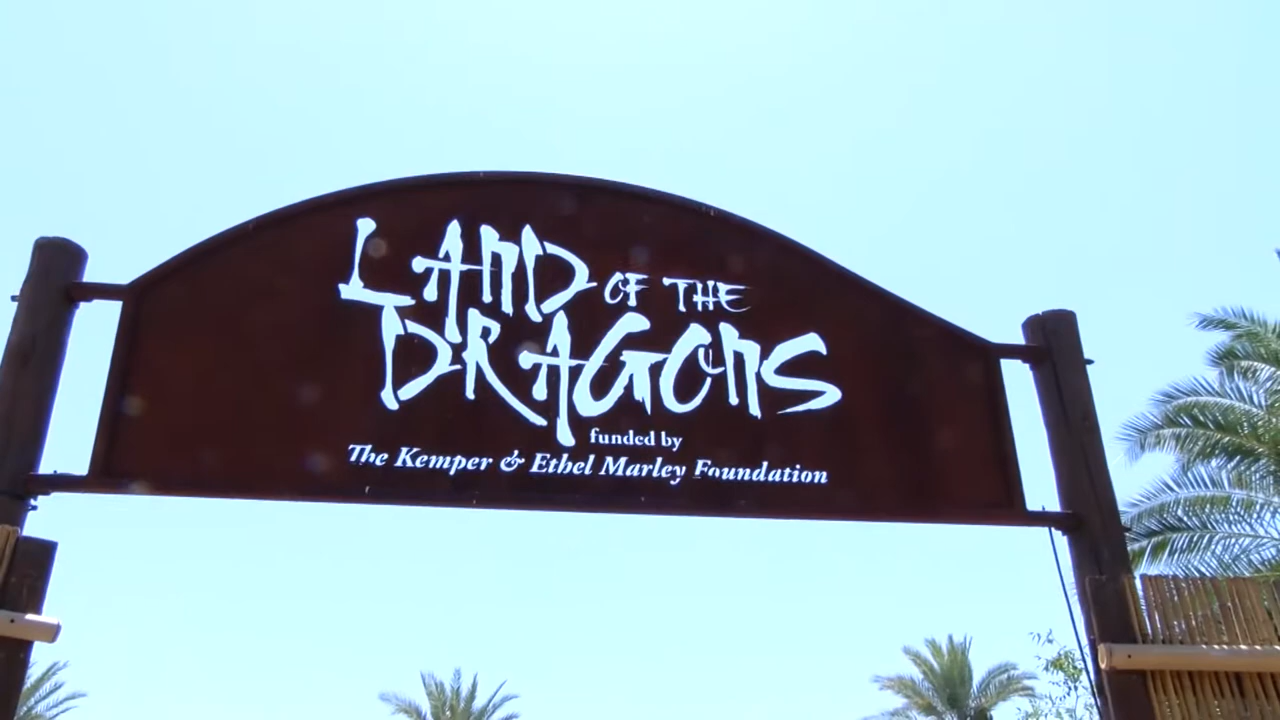 LAND OF THE
DRAGONS
funded by
The Kemper & Ethel Marley Foundation